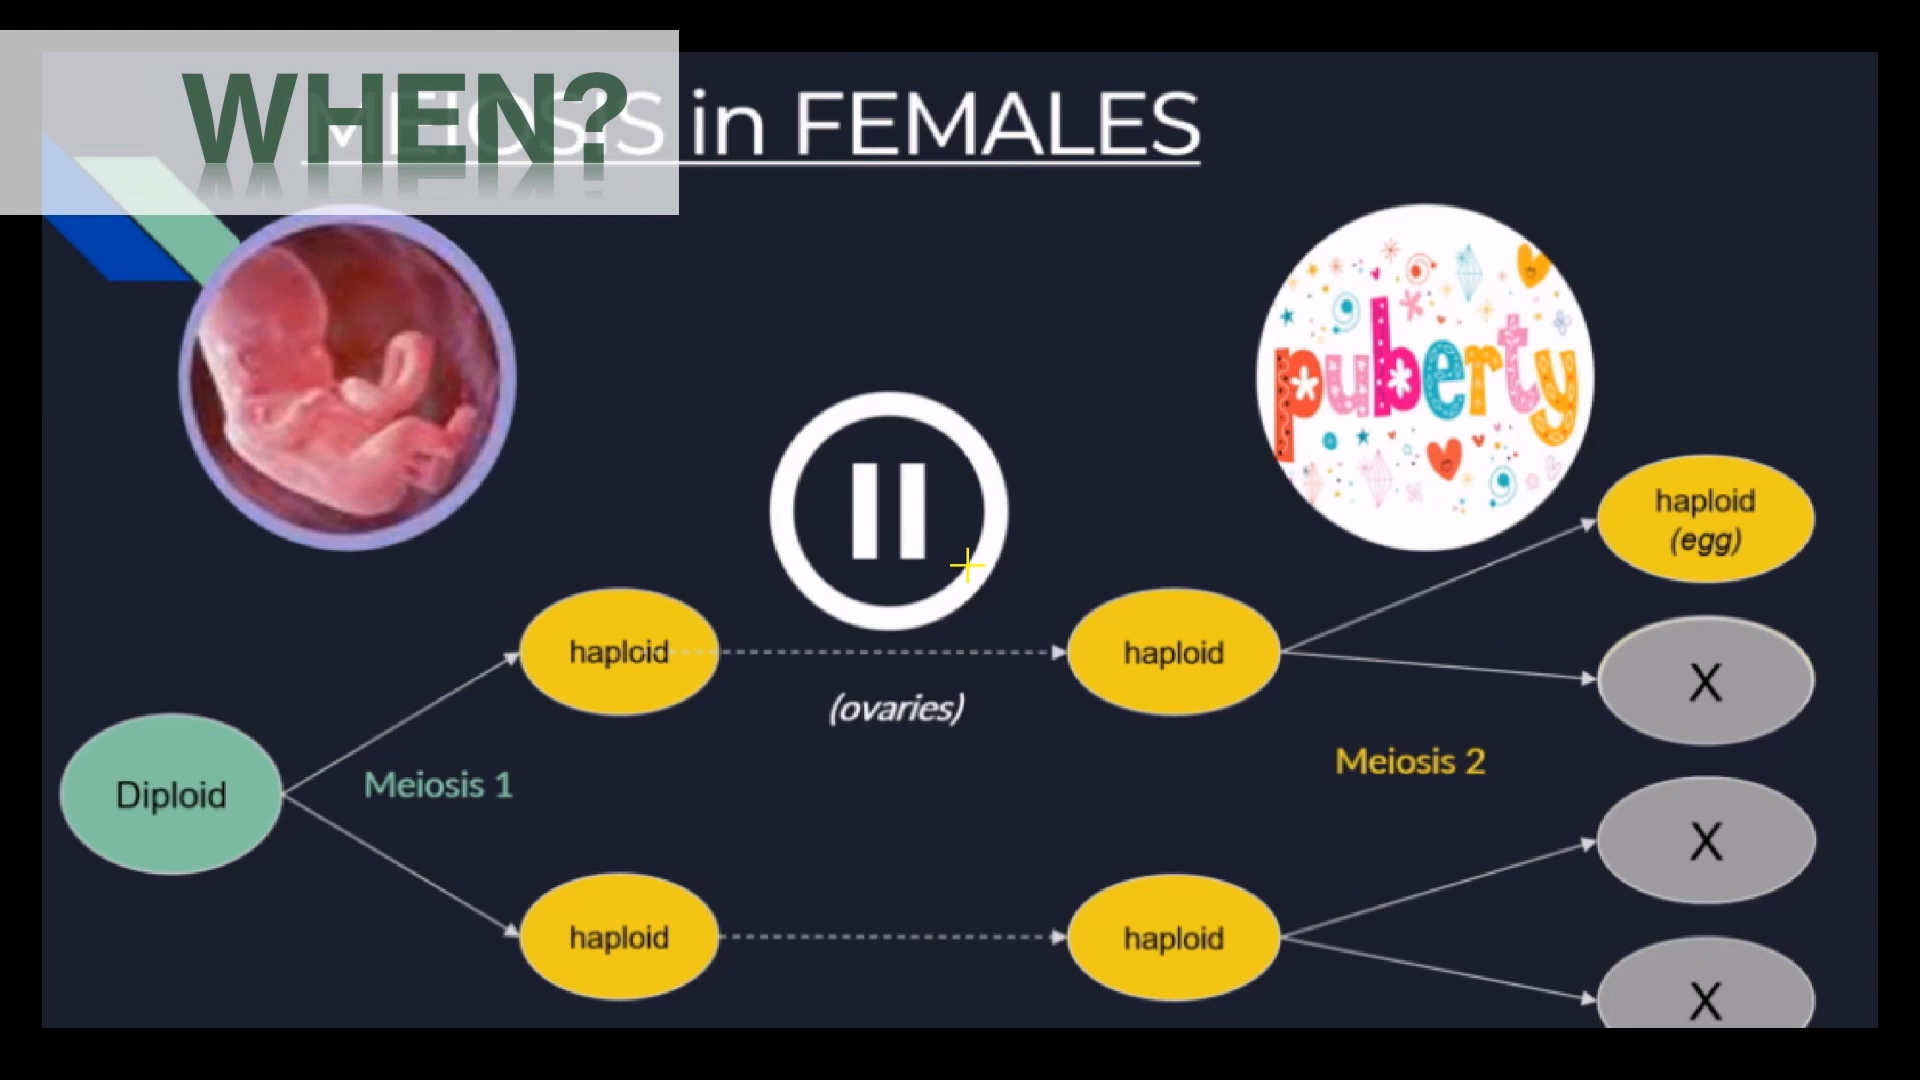 WHEN?
MEIOSIS in FEMALES
puberty
haploid
(egg)
haploid
haploid
X
(ovaries)
Meiosis 1
Meiosis 2
Diploid
X
haploid
haploid
X